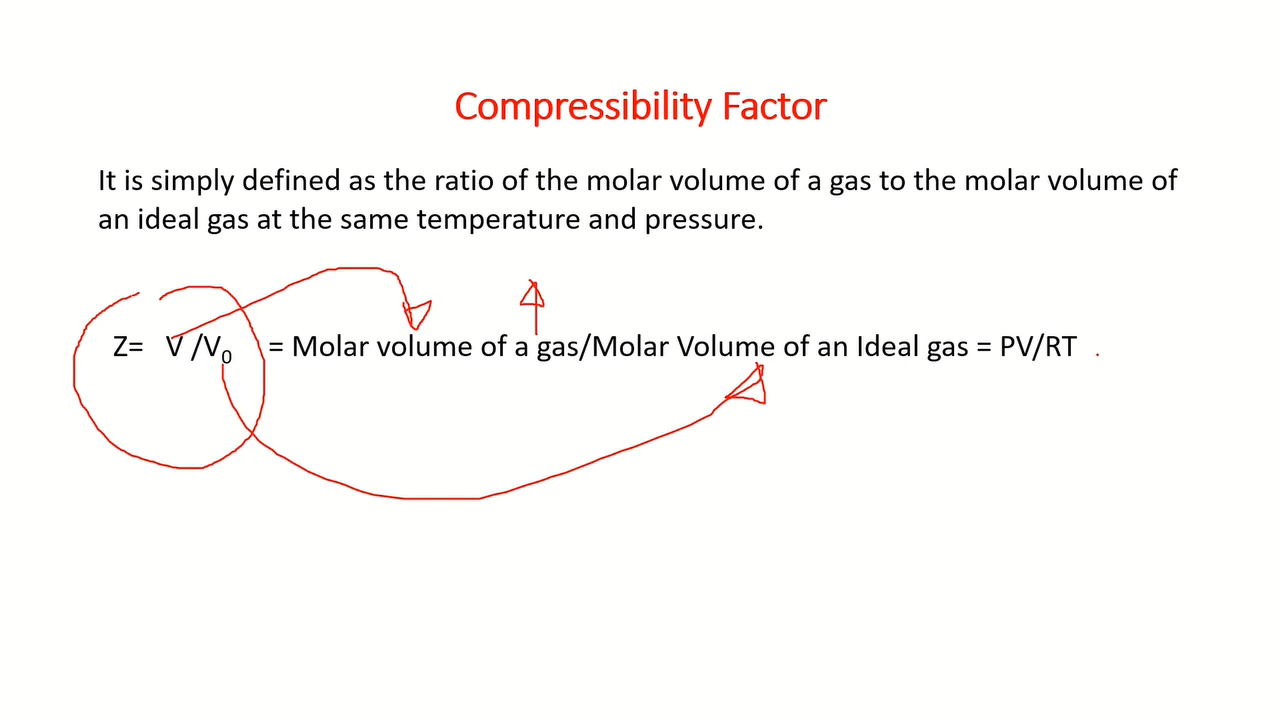 Compressibility Factor
It is simply defined as the ratio of the molar volume of a gas to the molar volume of
an ideal gas at the same temperature and pressure.
Z= V /V₀ = Molar volume of a gas/Molar Volume of an Ideal gas = PV/RT